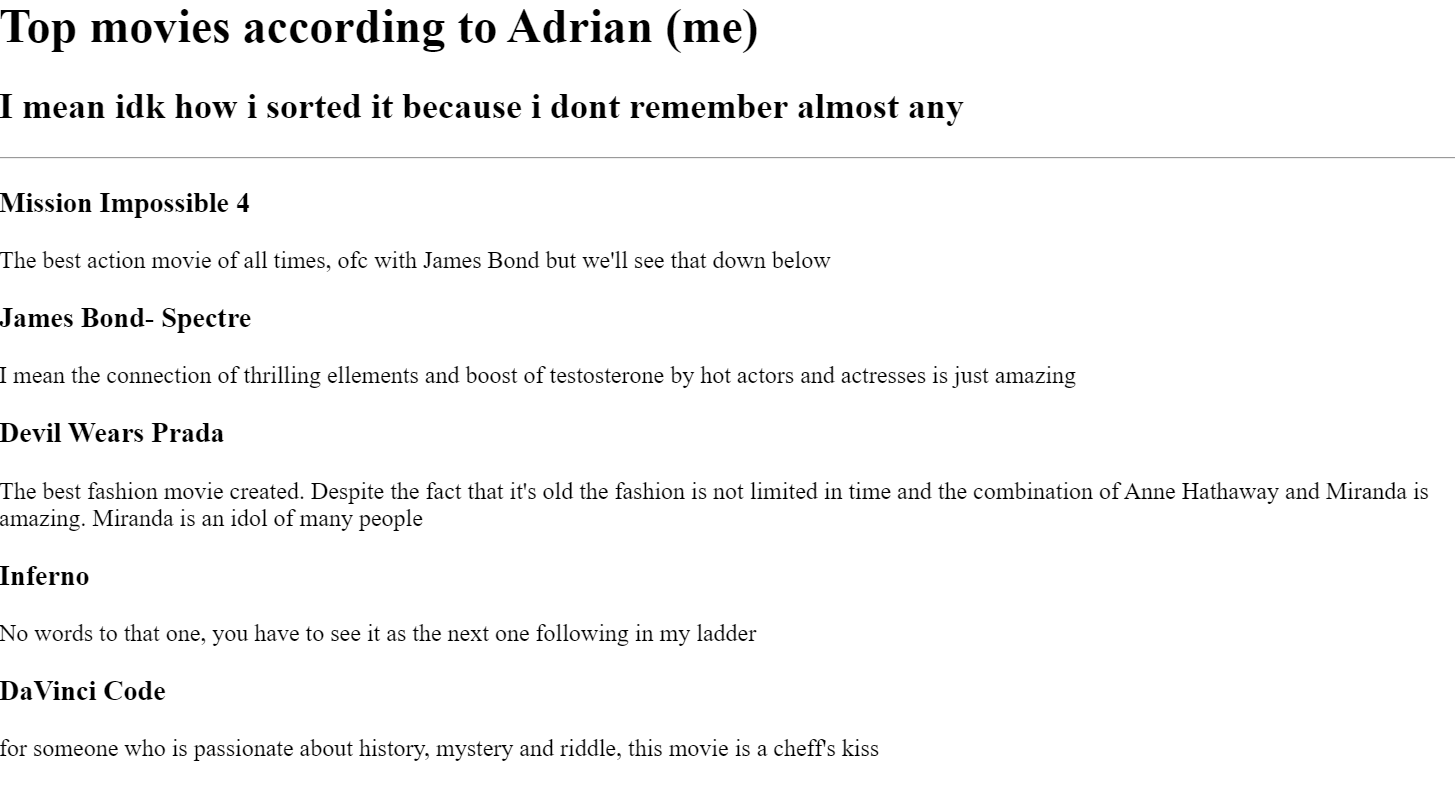 Top movies according to Adrian (me)
I mean idk how i sorted it because i dont remember almost any
Mission Impossible 4
The best action movie of all times, ofc with James Bond but we'll see that down below
James Bond- Spectre
I mean the connection of thrilling ellements and boost of testosterone by hot actors and actresses is just amazing
Devil Wears Prada
The best fashion movie created. Despite the fact that it's old the fashion is not limited in time and the combination of Anne Hathaway and Miranda is
amazing. Miranda is an idol of many people
Inferno
No words to that one, you have to see it as the next one following in my ladder
DaVinci Code
for someone who is passionate about history, mystery and riddle, this movie is a cheff's kiss